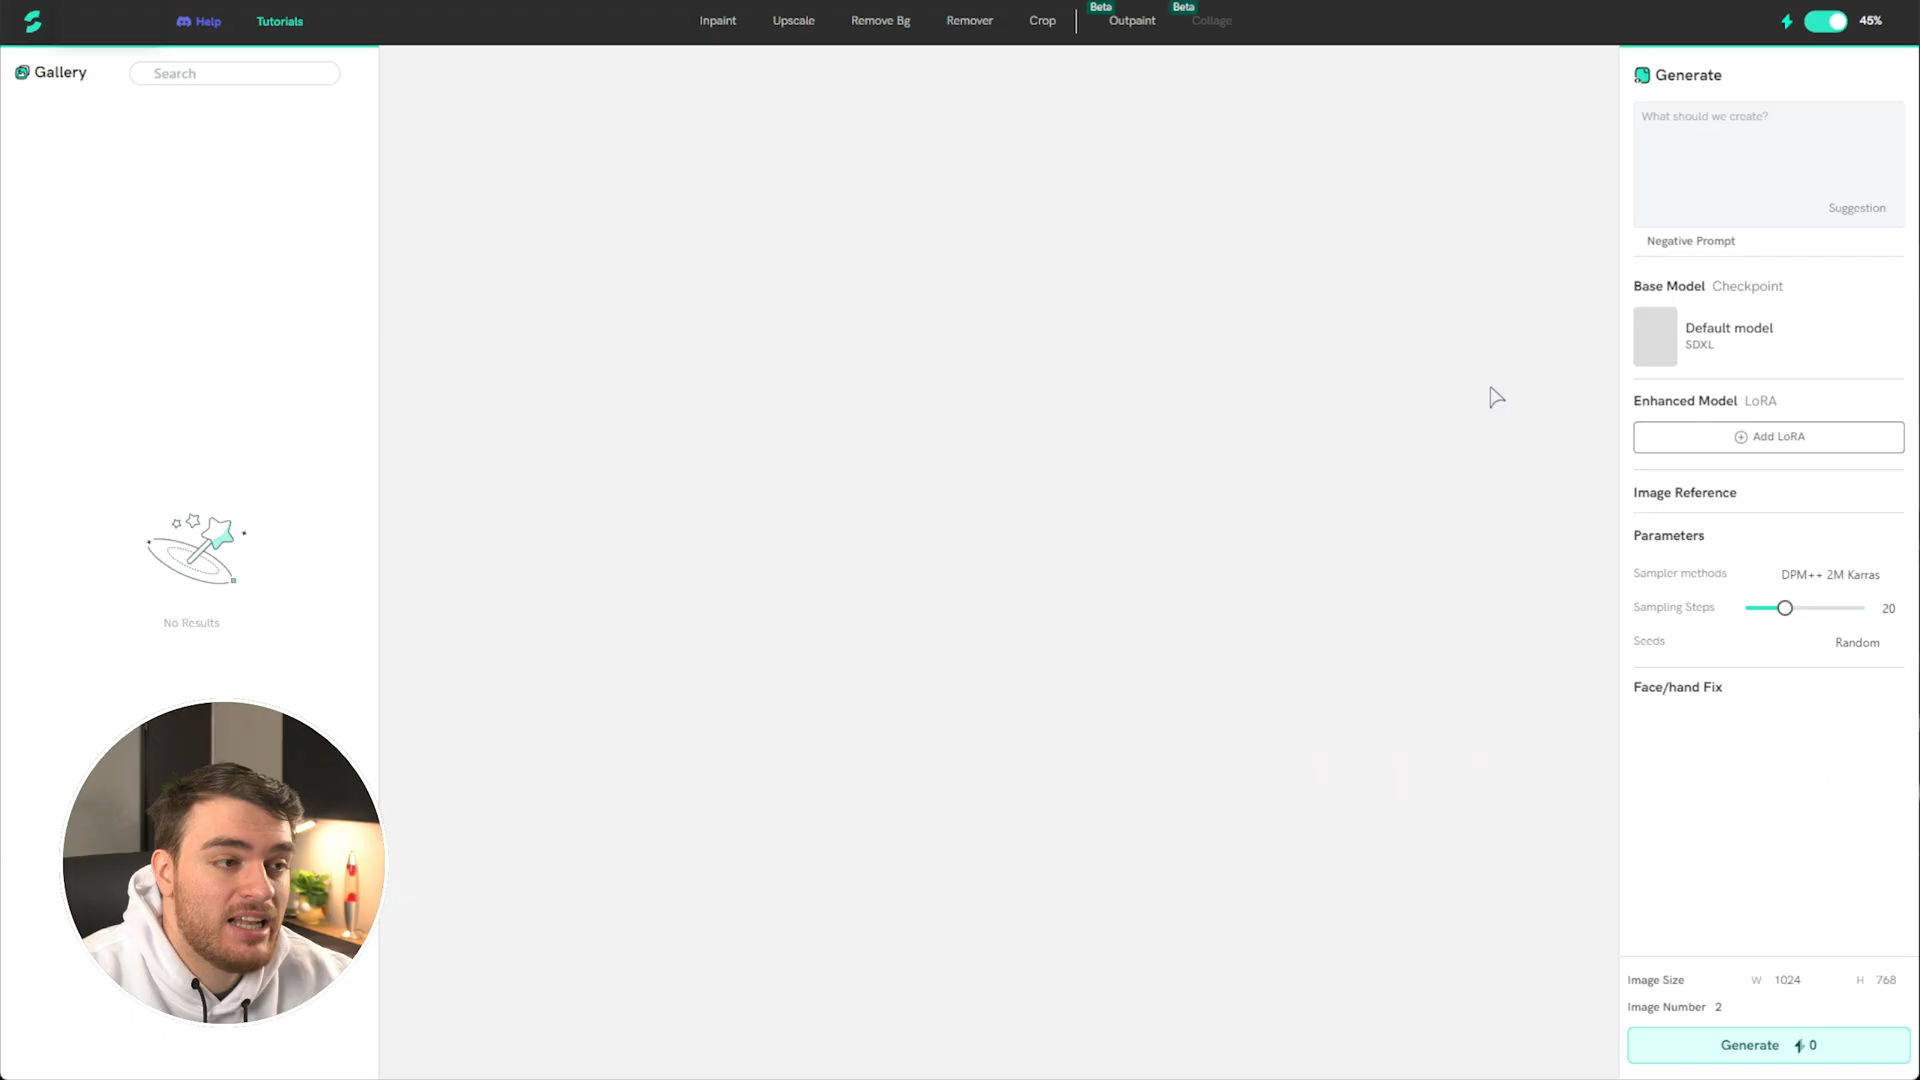 Help
Tutorials
Inpaint
Upscale
Remove Bg
Remover
Crop
Beta
Outpaint
Beta
Collage
45%
Gallery
Search
No Results
Generate
What should we create?
Suggestion
Negative Prompt
Base Model Checkpoint
Default model
SDXL
Enhanced Model LoRA
Add LoRA
Image Reference
Parameters
Sampler methods DPM++ 2M Karras
Sampling Steps 20
Seeds Random
Face/hand Fix
Image Size W 1024 H 768
Image Number 2
Generate 0